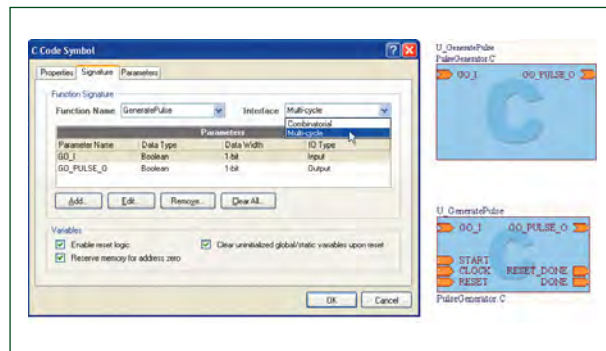 C Code Symbol
Properties Signature Parameters
Function Signature
Function Name GeneratePulse Interface Multi-cycle
Combinatorial
Multi-cycle
Parameters
Parameter Name Data Type Data Width IO Type
GO_I Boolean 1-bit Input
GO_PULSE_O Boolean 1-bit Output
Add... Edit... Remove... Clear All...
Variables
Enable reset logic Clear uninitialized global/static variables upon reset
Reserve memory for address zero
OK Cancel
U_GeneratePulse
PulseGenerator.C
GO_I GO_PULSE_O
C
U_GeneratePulse
GO_I GO_PULSE_O
C
START
CLOCK RESET_DONE
RESET DONE
PulseGenerator.C